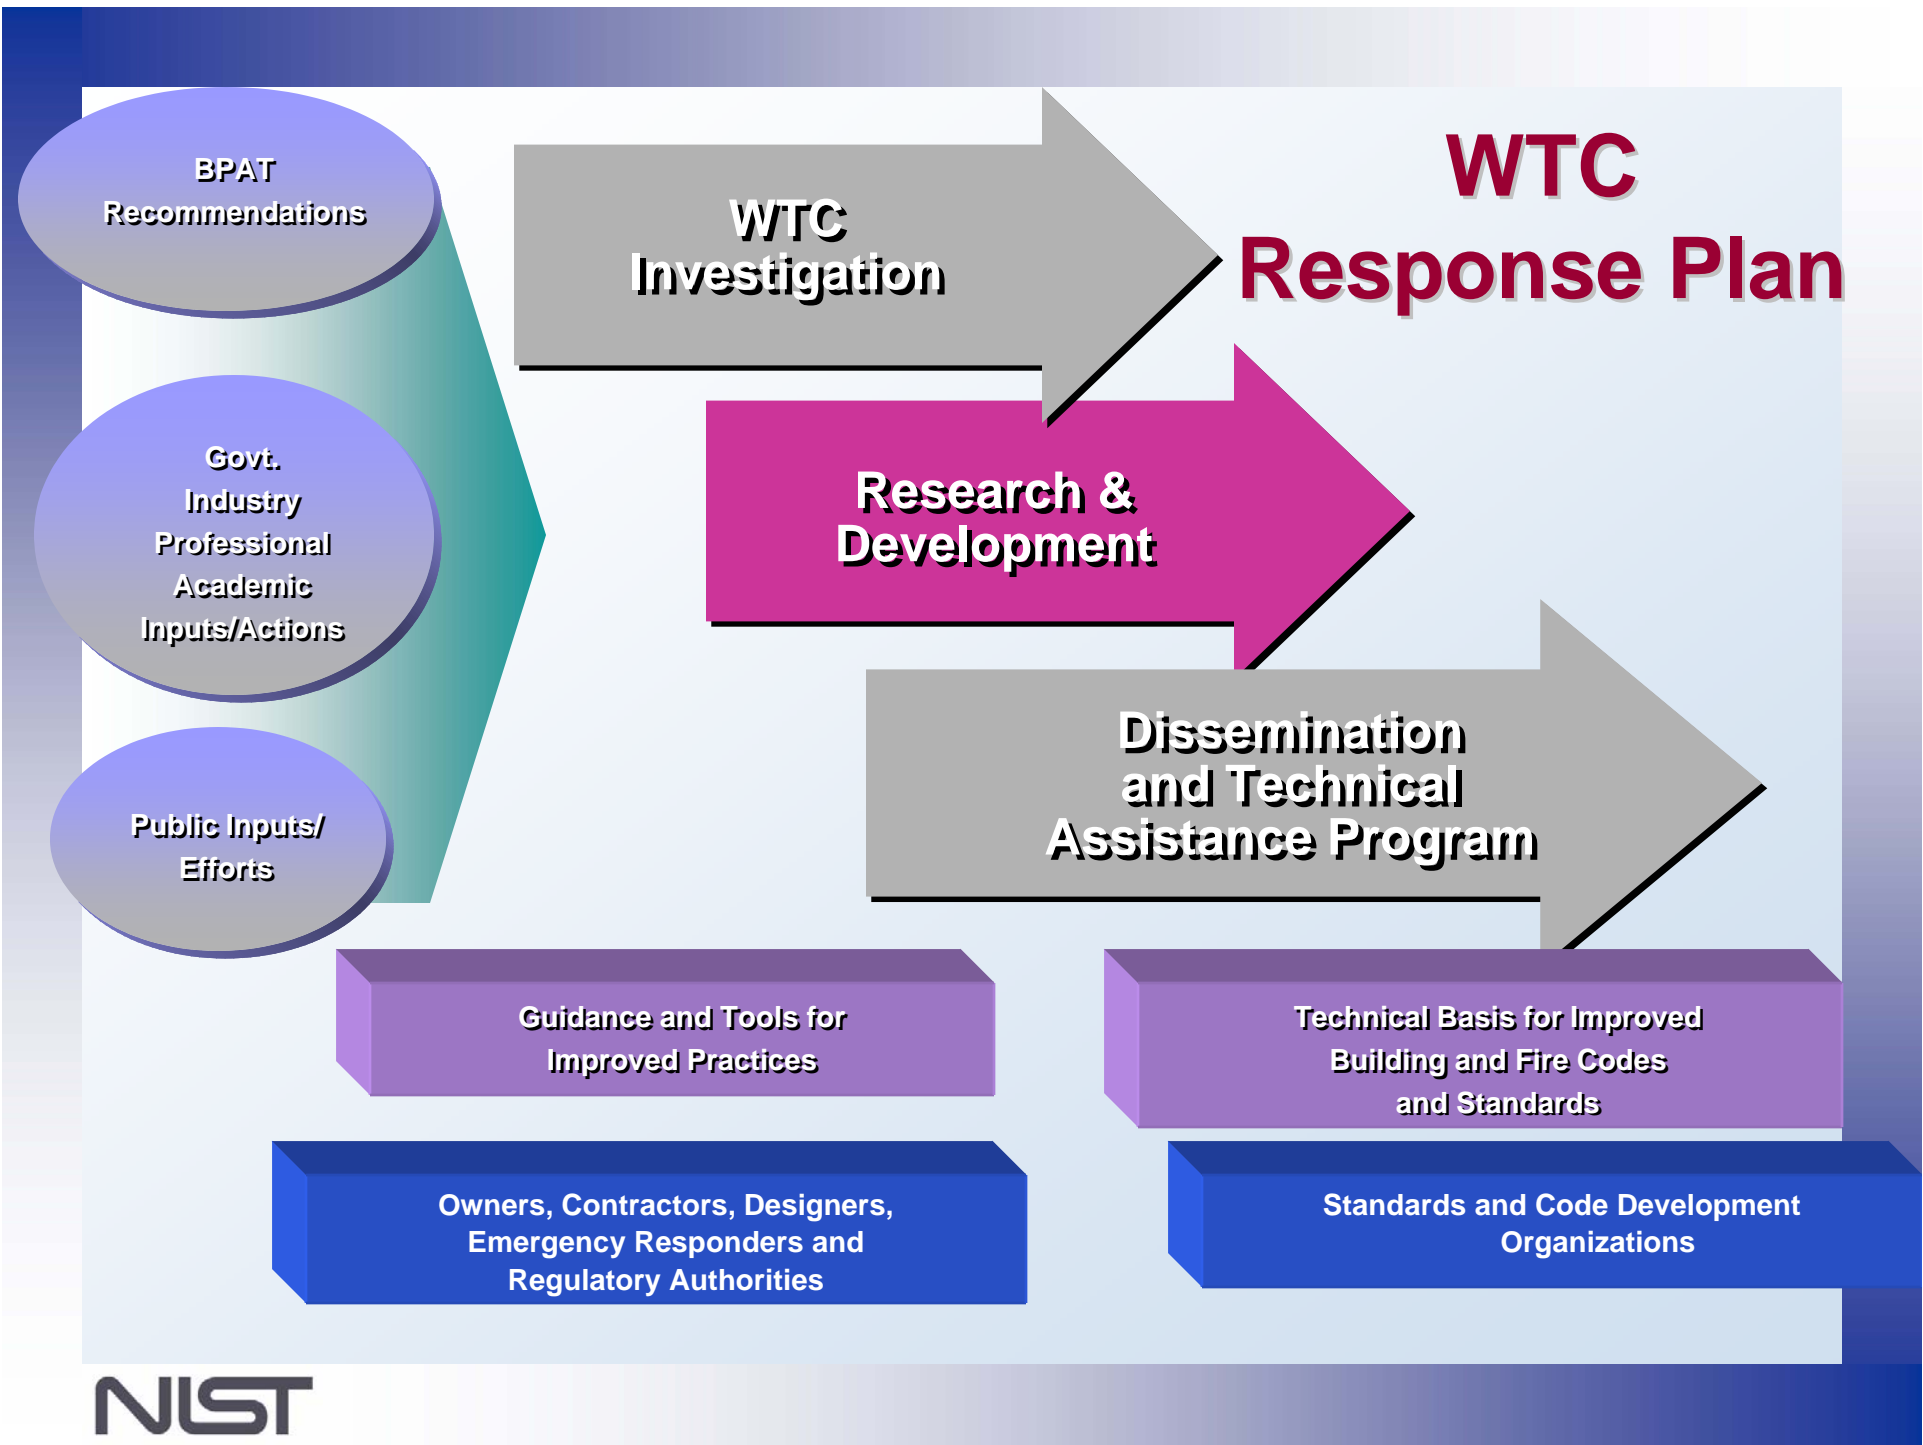 WTC
Response Plan
BPAT
Recommendations
Govt.
Industry
Professional
Academic
Inputs/Actions
Public Inputs/
Efforts
WTC
Investigation
Research &
Development
Dissemination
and Technical
Assistance Program
Guidance and Tools for
Improved Practices
Technical Basis for Improved
Building and Fire Codes
and Standards
Owners, Contractors, Designers,
Emergency Responders and
Regulatory Authorities
Standards and Code Development
Organizations
NIST